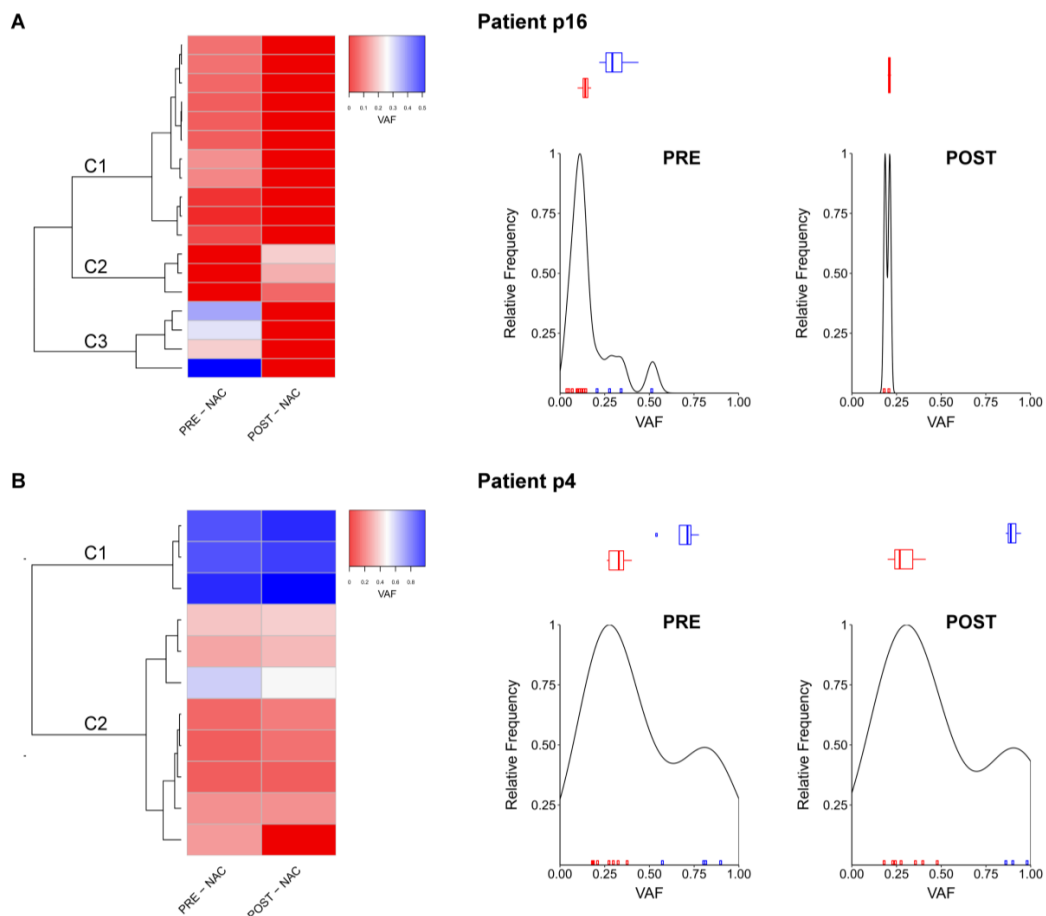 A
Patient p16
C1
C2
C3
PRE - NAC
POST - NAC
0 0.1 0.2 0.3 0.4 0.5
VAF
PRE
Relative Frequency
1
0.75
0.50
0.25
0.00 0.25 0.50 0.75 1.00
VAF
POST
Relative Frequency
1
0.75
0.50
0.25
0.00 0.25 0.50 0.75 1.00
VAF
B
Patient p4
C1
C2
PRE - NAC
POST - NAC
0 0.2 0.4 0.6 0.8
VAF
PRE
Relative Frequency
1
0.75
0.50
0.25
0.00 0.25 0.50 0.75 1.00
VAF
POST
Relative Frequency
1
0.75
0.50
0.25
0.00 0.25 0.50 0.75 1.00
VAF